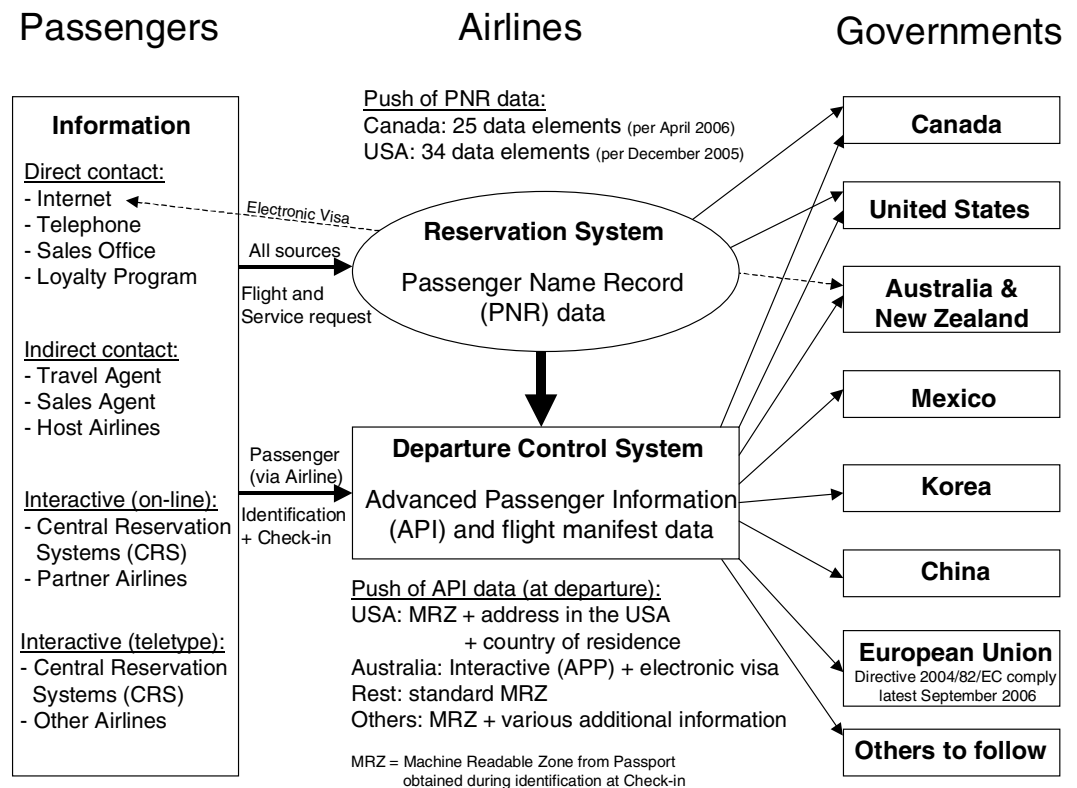 Passengers
Airlines
Governments
Information
Direct contact:
- Internet
- Telephone
- Sales Office
- Loyalty Program
Indirect contact:
- Travel Agent
- Sales Agent
- Host Airlines
Interactive (on-line):
- Central Reservation
Systems (CRS)
- Partner Airlines
Interactive (teletype):
- Central Reservation
Systems (CRS)
- Other Airlines
Electronic Visa
All sources
Flight and
Service request
Passenger
(via Airline)
Identification
+ Check-in
Push of PNR data:
Canada: 25 data elements (per April 2006)
USA: 34 data elements (per December 2005)
Reservation System
Passenger Name Record
(PNR) data
Departure Control System
Advanced Passenger Information
(API) and flight manifest data
Push of API data (at departure):
USA: MRZ + address in the USA
+ country of residence
Australia: Interactive (APP) + electronic visa
Rest: standard MRZ
Others: MRZ + various additional information
MRZ = Machine Readable Zone from Passport
obtained during identification at Check-in
Canada
United States
Australia &
New Zealand
Mexico
Korea
China
European Union
Directive 2004/82/EC comply
latest September 2006
Others to follow